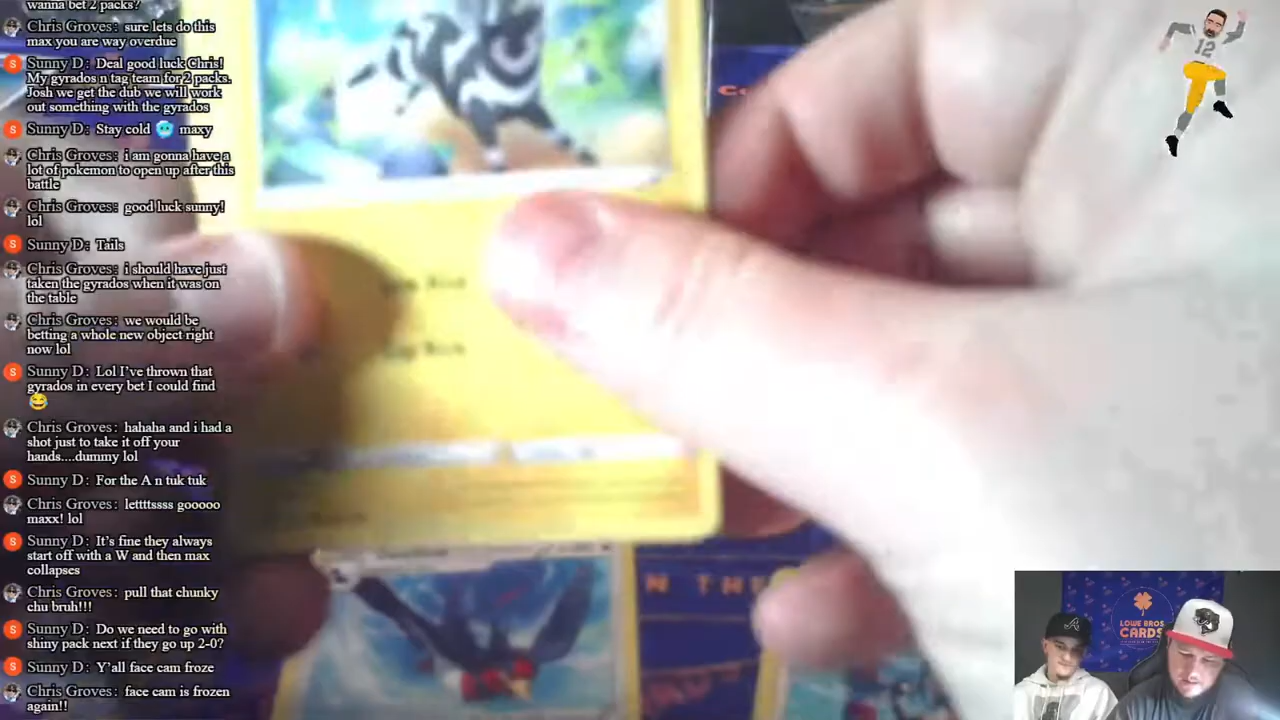 wanna bet 2 packs?
Chris Groves: sure lets do this
max you are way overdue
Sunny D: Deal good luck Chris!
My gyrados n tag team for 2 packs.
Josh we get the dub we will work
out something with the gyrados
Sunny D: Stay cold 🥶 maxy
Chris Groves: i am gonna have a
lot of pokemon to open up after this
battle
Chris Groves: good luck sunny!
lol
Sunny D: Tails
Chris Groves: i should have just
taken the gyrados when it was on
the table
Chris Groves: we would be
betting a whole new object right
now lol
Sunny D: Lol I’ve thrown that
gyrados in every bet I could find
😂
Chris Groves: hahaha and i had a
shot just to take it off your
hands....dummy lol
Sunny D: For the A n tuk tuk
Chris Groves: lettttssss gooooo
maxx! lol
Sunny D: It’s fine they always
start off with a W and then max
collapses
Chris Groves: pull that chunky
chu bruh!!!
Sunny D: Do we need to go with
shiny pack next if they go up 2-0?
Sunny D: Y’all face cam froze
Chris Groves: face cam is frozen
again!!
12
N THE
LOWE BROS
CARDS
A